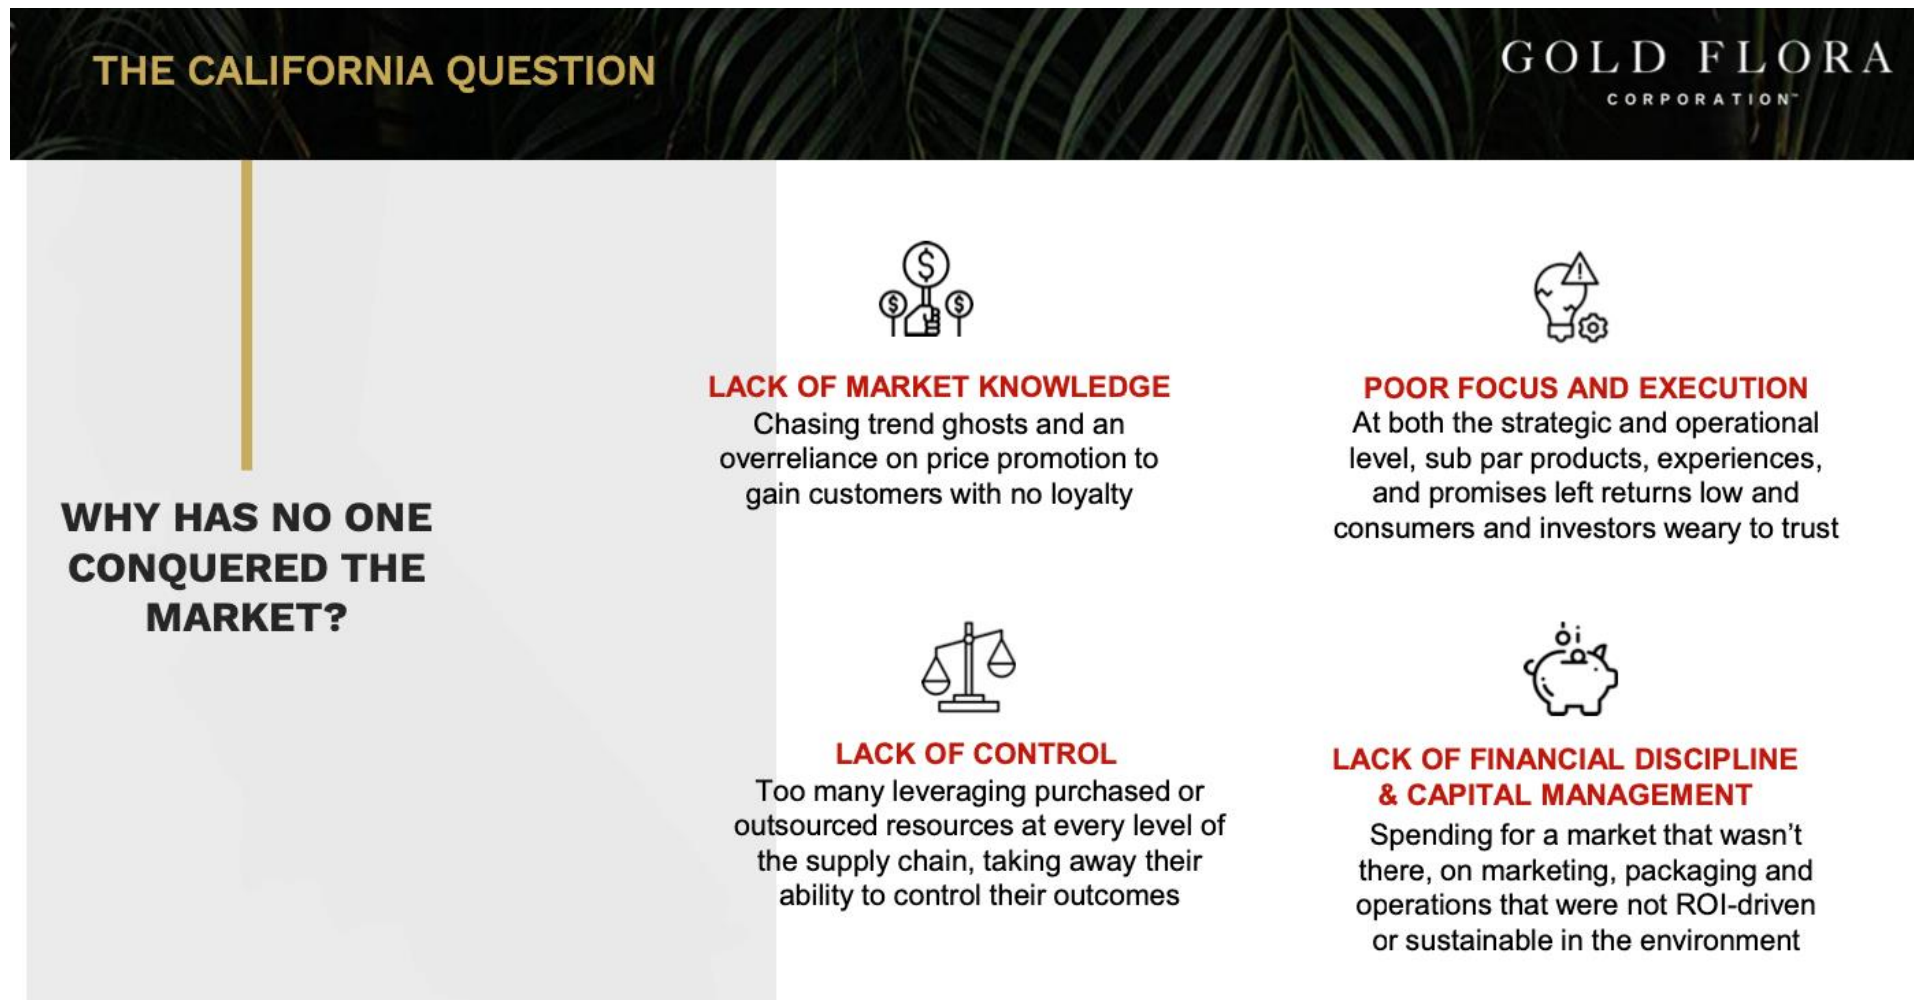 THE CALIFORNIA QUESTION
GOLD FLORA
CORPORATION™
WHY HAS NO ONE
CONQUERED THE
MARKET?
LACK OF MARKET KNOWLEDGE
Chasing trend ghosts and an
overreliance on price promotion to
gain customers with no loyalty
POOR FOCUS AND EXECUTION
At both the strategic and operational
level, sub par products, experiences,
and promises left returns low and
consumers and investors weary to trust
LACK OF CONTROL
Too many leveraging purchased or
outsourced resources at every level of
the supply chain, taking away their
ability to control their outcomes
LACK OF FINANCIAL DISCIPLINE
& CAPITAL MANAGEMENT
Spending for a market that wasn’t
there, on marketing, packaging and
operations that were not ROI-driven
or sustainable in the environment